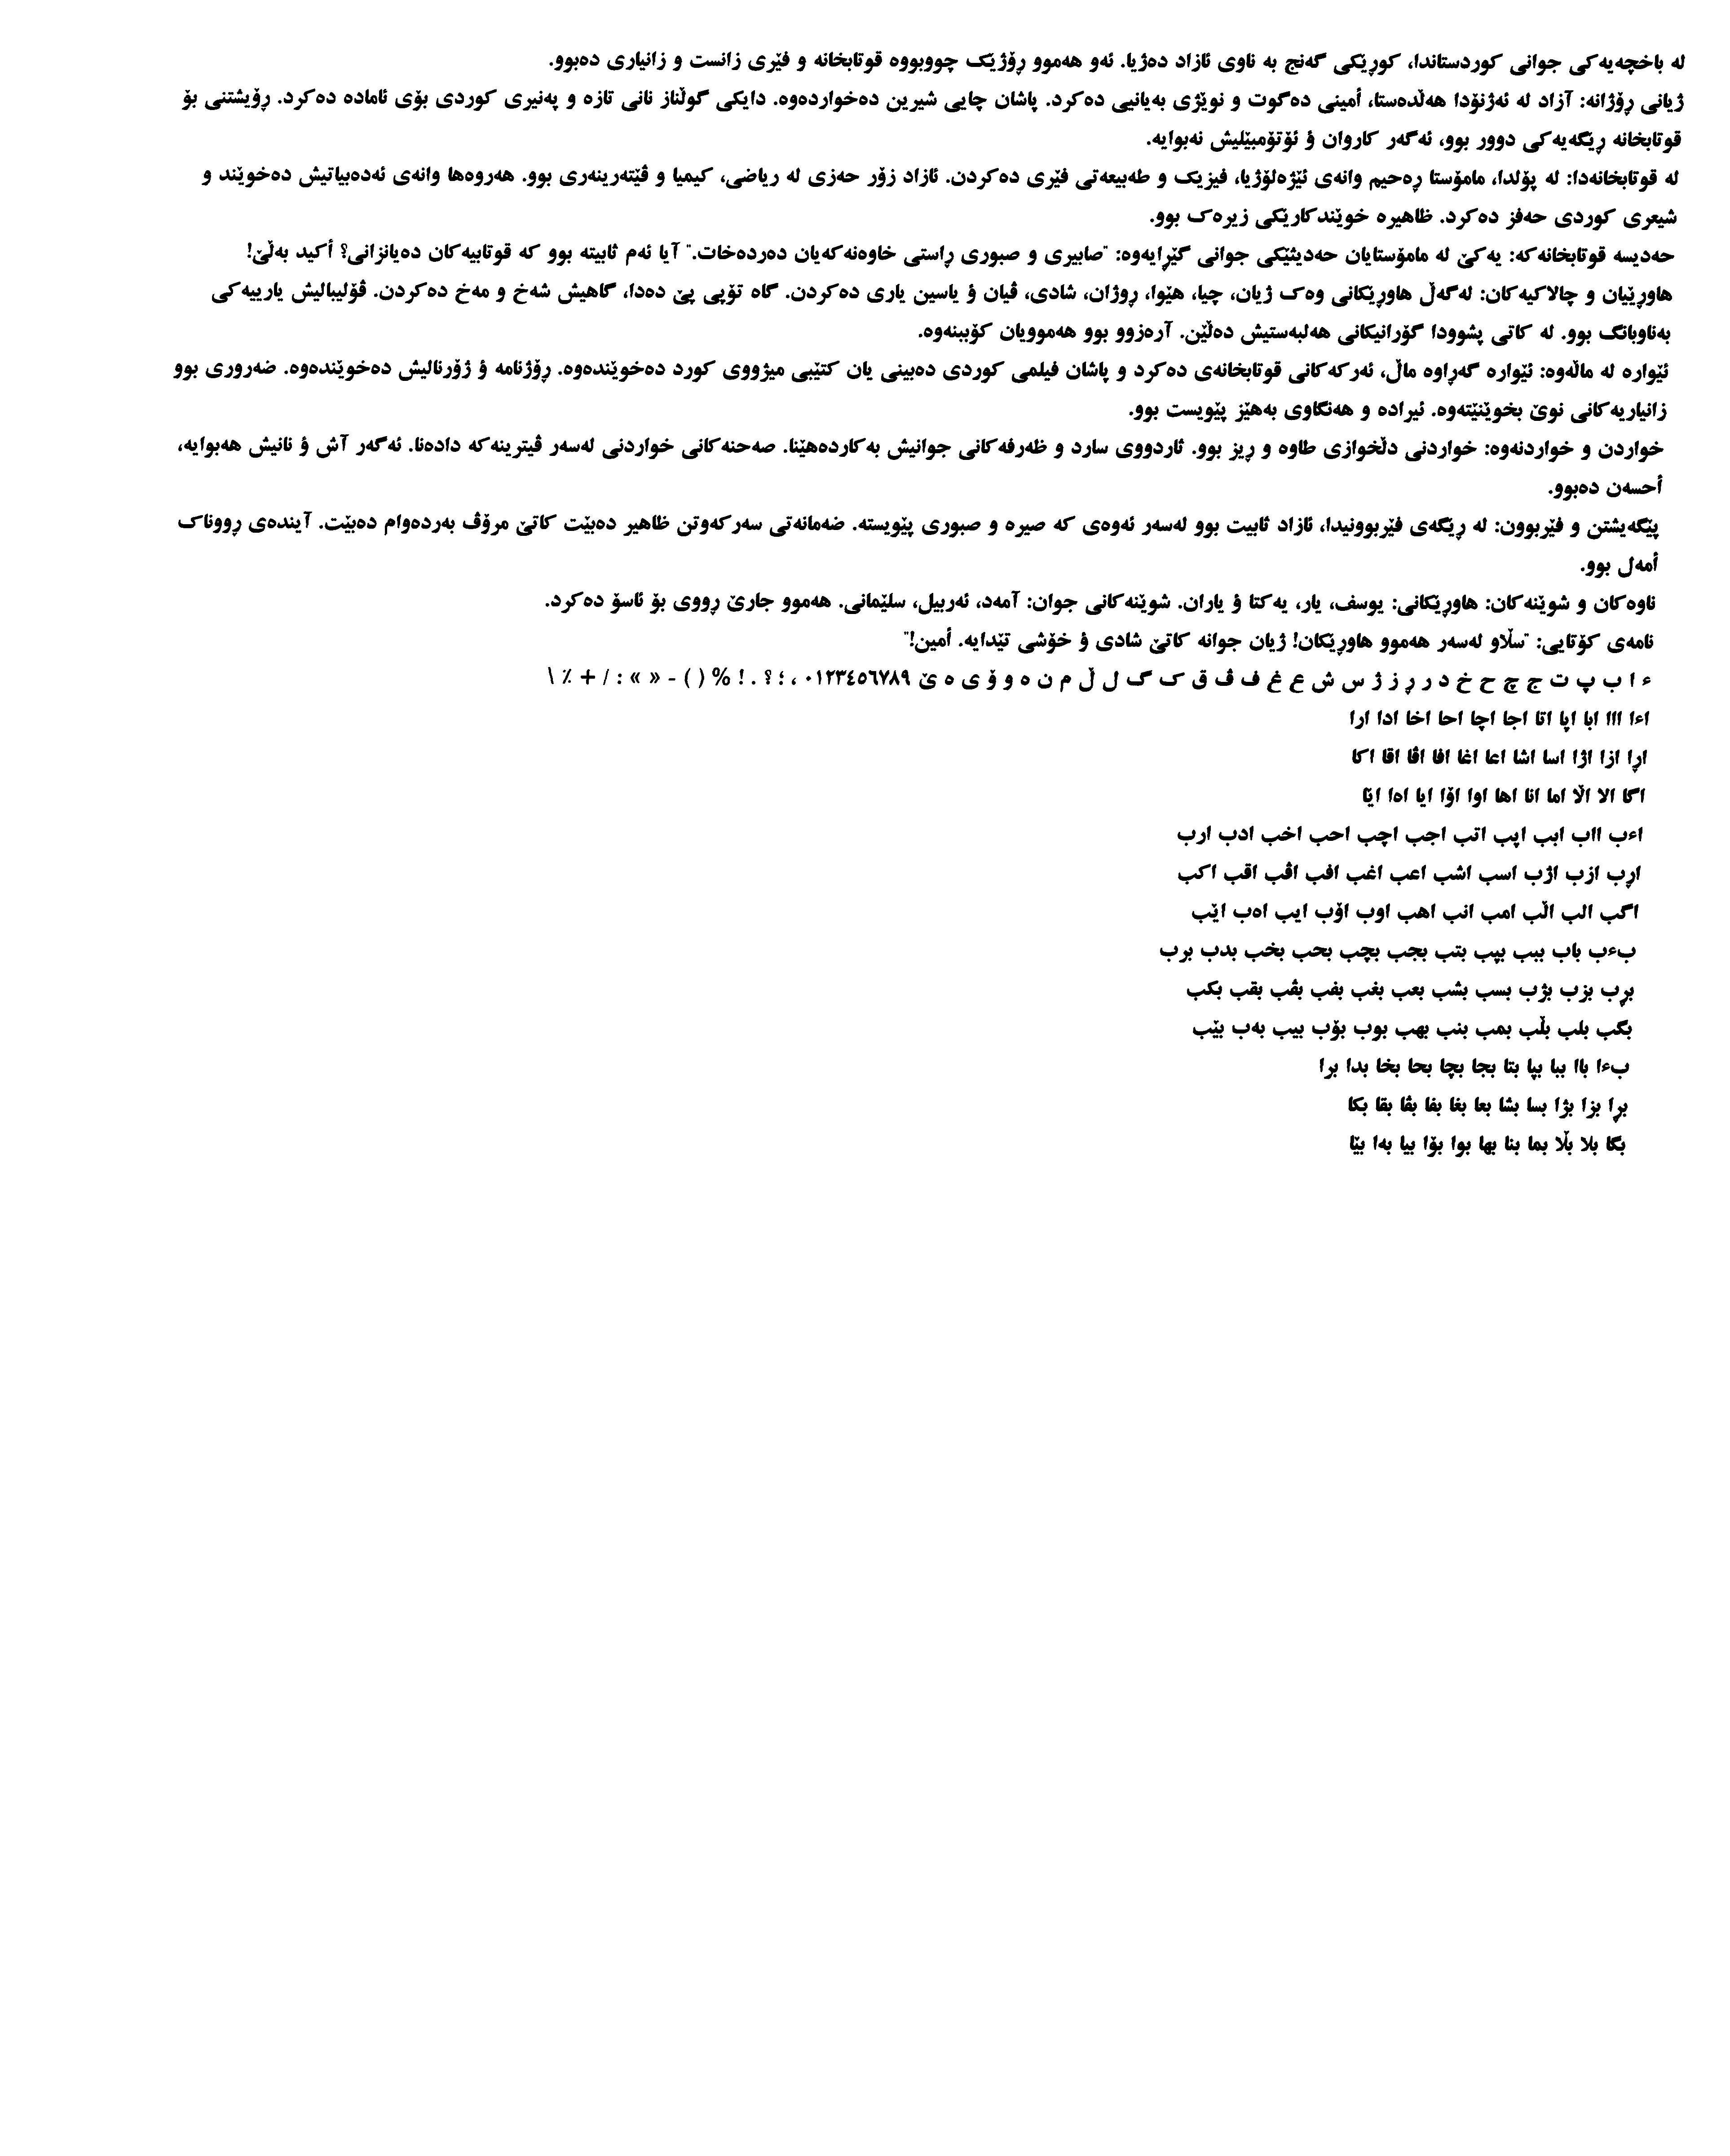 لە باخچەیەکی جوانی کوردستاندا، کوڕێکی گەنج بە ناوی ئازاد دەژیا. ئەو هەموو ڕۆژێک چووبووە قوتابخانە و فێری زانست و زانیاری دەبوو.
ژیانی ڕۆژانە: آزاد لە ئەژنۆدا هەڵدەستا، أمینی دەگوت و نوێژی بەیانیی دەکرد. پاشان چایی شیرین دەخواردەوە. دایکی گوڵناز نانی تازە و پەنیری کوردی بۆی ئامادە دەکرد. ڕۆیشتنی بۆ
قوتابخانە ڕێگەیەکی دوور بوو، ئەگەر کاروان ؤ ئۆتۆمبێلیش نەبوایە.
لە قوتابخانەدا: لە پۆلدا، مامۆستا ڕەحیم وانەی ئێژەلۆژیا، فیزیک و طەبیعەتی فێری دەکردن. ئازاد زۆر حەزی لە ریاضی، کیمیا و ڤێتەرینەری بوو. هەروەها وانەی ئەدەبیاتیش دەخوێند و
شیعری کوردی حەفز دەکرد. ظاهیرە خوێندکارێکی زیرەک بوو.
حەدیسە قوتابخانەکە: یەکێ لە مامۆستایان حەدیثێکی جوانی گێڕایەوە: "صابیری و صبوری ڕاستی خاوەنەکەیان دەردەخات." آیا ئەم ثابیتە بوو کە قوتابیەکان دەیانزانی؟ أکید بەڵێ!
هاوڕێیان و چالاکیەکان: لەگەڵ هاوڕێکانی وەک ژیان، چیا، هێوا، ڕوژان، شادی، ڤیان ؤ یاسین یاری دەکردن. گاە تۆپی پێ دەدا، گاهیش شەخ و مەخ دەکردن. ڤۆلیبالیش یارییەکی
بەناوبانگ بوو. لە کاتی پشوودا گۆرانیکانی هەلبەستیش دەڵێن. آرەزوو بوو هەموویان کۆببنەوە.
ئێوارە لە ماڵەوە: ئێوارە گەراوە ماڵ، ئەرکەکانی قوتابخانەی دەکرد و پاشان فیلمی کوردی دەبینی یان کتێبی میژووی کورد دەخوێندەوە. ڕۆژنامە ؤ ژۆرنالیش دەخوێندەوە. ضەروری بوو
زانیاریەکانی نوێ بخوێنێتەوە. ئیرادە و هەنگاوی بەهێز پێویست بوو.
خواردن و خواردنەوە: خواردنی دڵخوازی طاوە و ڕیز بوو. ئاردووی سارد و ظەرفەکانی جوانیش بەکاردەهێنا. صەحنەکانی خواردنی لەسەر ڤیترینەکە دادەنا. ئەگەر آش ؤ نانیش هەبوایە،
أحسەن دەبوو.
پێگەیشتن و فێربوون: لە ڕێگەی فێربوونیدا، ئازاد ثابیت بوو لەسەر ئەوەی کە صیرە و صبوری پێویستە. ضەمانەتی سەرکەوتن ظاهیر دەبێت کاتێ مرۆڤ بەردەوام دەبێت. آیندەی ڕووناک
أمەل بوو.
ناوەکان و شوێنەکان: هاوڕێکانی: یوسف، یار، یەکتا ؤ یاران. شوێنەکانی جوان: آمەد، ئەربیل، سلێمانی. هەموو جارێ ڕووی بۆ ئاسۆ دەکرد.
نامەی کۆتایی: "سڵاو لەسەر هەموو هاوڕێکان! ژیان جوانە کاتێ شادی ؤ خۆشی تێدایە. أمین!"
ء ا ب پ ت ج چ ح خ د ر ڕ ز ژ س ش ع غ ف ڤ ق ک گ ل ڵ م ن ە و ۆ ی ە ێ ٠١٢٣٤٥٦٧٨٩ ، ؛ ؟ . ! % ( ) - « » : / + ٪ \
اءا ااا ابا اپا اتا اجا اچا احا اخا ادا ارا
اڕا ازا اژا اسا اشا اعا اغا افا اڤا اقا اکا
اگا الا اڵا اما انا اها اوا اۆا ایا اەا اێا
اءب ااب ابب اپب اتب اجب اچب احب اخب ادب ارب
اڕب ازب اژب اسب اشب اعب اغب افب اڤب اقب اکب
اگب الب اڵب امب انب اهب اوب اۆب ایب اەب اێب
بءب باب ببب بپب بتب بجب بچب بحب بخب بدب برب
بڕب بزب بژب بسب بشب بعب بغب بفب بڤب بقب بکب
بگب بلب بڵب بمب بنب بهب بوب بۆب بیب بەب بێب
بءا باا ببا بپا بتا بجا بچا بحا بخا بدا برا
بڕا بزا بژا بسا بشا بعا بغا بفا بڤا بقا بکا
بگا بلا بڵا بما بنا بها بوا بۆا بیا بەا بێا